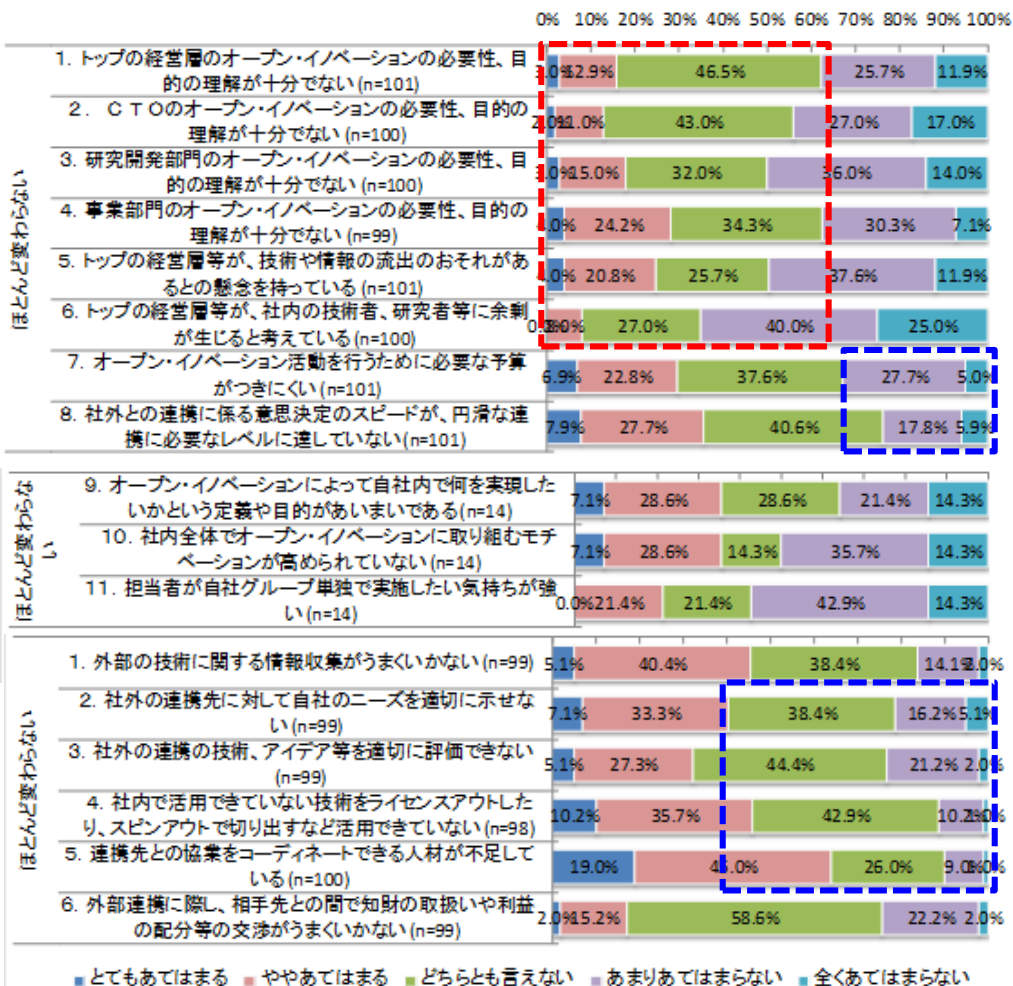 0% 10% 20% 30% 40% 50% 60% 70% 80% 90% 100%
ほとんど変わらない
1. トップの経営層のオープン・イノベーションの必要性、目
的の理解が十分でない(n=101)
12.9% 46.5% 25.7% 11.9%
2. CTOのオープン・イノベーションの必要性、目的の
理解が十分でない(n=100)
11.0% 43.0% 27.0% 17.0%
3. 研究開発部門のオープン・イノベーションの必要性、目
的の理解が十分でない(n=100)
15.0% 32.0% 36.0% 14.0%
4. 事業部門のオープン・イノベーションの必要性、目的の
理解が十分でない(n=99)
24.2% 34.3% 30.3% 7.1%
5. トップの経営層等が、技術や情報の流出のおそれがあ
るとの懸念を持っている(n=101)
20.8% 25.7% 37.6% 11.9%
6. トップの経営層等が、社内の技術者、研究者等に余剰
が生じると考えている(n=100)
27.0% 40.0% 25.0%
7. オープン・イノベーション活動を行うために必要な予算
がつきにくい(n=101)
6.9% 22.8% 37.6% 27.7% 5.0%
8. 社外との連携に係る意思決定のスピードが、円滑な連
携に必要なレベルに達していない(n=101)
7.9% 27.7% 40.6% 17.8% 5.9%
ほとんど変わらな
い
9. オープン・イノベーションによって自社内で何を実現した
いかという定義や目的があいまいである(n=14)
7.1% 28.6% 28.6% 21.4% 14.3%
10. 社内全体でオープン・イノベーションに取り組むモチ
ベーションが高められていない(n=14)
7.1% 28.6% 14.3% 35.7% 14.3%
11. 担当者が自社グループ単独で実施したい気持ちが強
い(n=14)
0.0% 21.4% 21.4% 42.9% 14.3%
ほとんど変わらない
1. 外部の技術に関する情報収集がうまくいかない(n=99)
5.1% 40.4% 38.4% 14.1% 2.0%
2. 社外の連携先に対して自社のニーズを適切に示せな
い(n=99)
7.1% 33.3% 38.4% 16.2% 5.1%
3. 社外の連携の技術、アイデア等を適切に評価できない
(n=99)
5.1% 27.3% 44.4% 21.2% 2.0%
4. 社内で活用できていない技術をライセンスアウトした
り、スピンアウトで切り出すなど活用できていない(n=98)
10.2% 35.7% 42.9% 10.2%
5. 連携先との協業をコーディネートできる人材が不足して
いる(n=100)
19.0% 45.0% 26.0% 9.0%
6. 外部連携に際し、相手先との間で知財の取扱いや利益
の配分等の交渉がうまくいかない(n=99)
2.0% 15.2% 58.6% 22.2% 2.0%
とてもあてはまる ややあてはまる どちらとも言えない あまりあてはまらない 全くあてはまらない